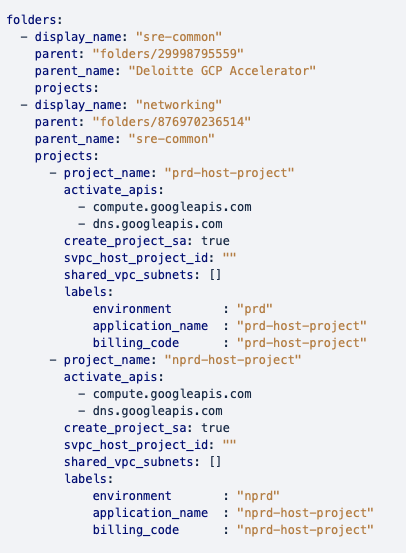 folders:
  - display_name: "sre-common"
    parent: "folders/29998795559"
    parent_name: "Deloitte GCP Accelerator"
    projects:
  - display_name: "networking"
    parent: "folders/876970236514"
    parent_name: "sre-common"
    projects:
      - project_name: "prd-host-project"
        activate_apis:
          - compute.googleapis.com
          - dns.googleapis.com
        create_project_sa: true
        svpc_host_project_id: ""
        shared_vpc_subnets: []
        labels:
            environment       : "prd"
            application_name  : "prd-host-project"
            billing_code      : "prd-host-project"
      - project_name: "nprd-host-project"
        activate_apis:
          - compute.googleapis.com
          - dns.googleapis.com
        create_project_sa: true
        svpc_host_project_id: ""
        shared_vpc_subnets: []
        labels:
            environment       : "nprd"
            application_name  : "nprd-host-project"
            billing_code      : "nprd-host-project"